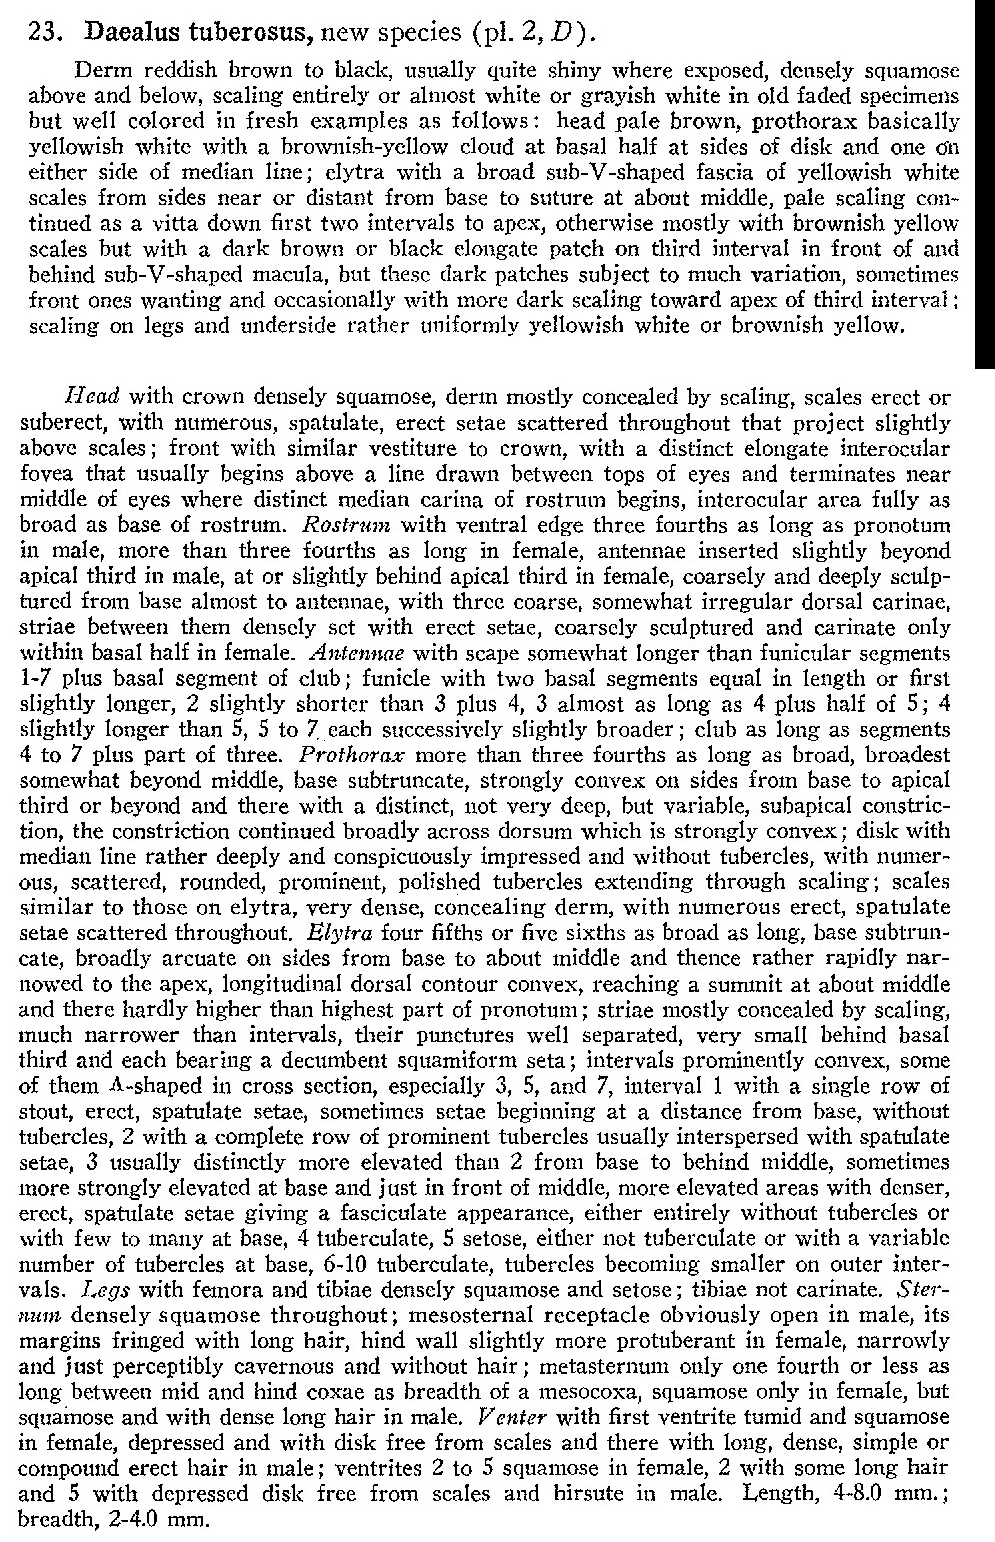 23. Daealus tuberosus, new species (pl. 2, D).
Derm reddish brown to black, usually quite shiny where exposed, densely squamose
above and below, scaling entirely or almost white or grayish white in old faded specimens
but well colored in fresh examples as follows: head pale brown, prothorax basically
yellowish white with a brownish-yellow cloud at basal half at sides of disk and one on
either side of median line; elytra with a broad sub-V-shaped fascia of yellowish white
scales from sides near or distant from base to suture at about middle, pale scaling con-
tinued as a vitta down first two intervals to apex, otherwise mostly with brownish yellow
scales but with a dark brown or black elongate patch on third interval in front of and
behind sub-V-shaped macula, but these dark patches subject to much variation, sometimes
front ones wanting and occasionally with more dark scaling toward apex of third interval;
scaling on legs and underside rather uniformly yellowish white or brownish yellow.
Head with crown densely squamose, derm mostly concealed by scaling, scales erect or
suberect, with numerous, spatulate, erect setae scattered throughout that project slightly
above scales; front with similar vestiture to crown, with a distinct elongate interocular
fovea that usually begins above a line drawn between tops of eyes and terminates near
middle of eyes where distinct median carina of rostrum begins, interocular area fully as
broad as base of rostrum. Rostrum with ventral edge three fourths as long as pronotum
in male, more than three fourths as long in female, antennae inserted slightly beyond
apical third in male, at or slightly behind apical third in female, coarsely and deeply sculp-
tured from base almost to antennae, with three coarse, somewhat irregular dorsal carinae,
striae between them densely set with erect setae, coarsely sculptured and carinate only
within basal half in female. Antennae with scape somewhat longer than funicular segments
1-7 plus basal segment of club; funicle with two basal segments equal in length or first
slightly longer, 2 slightly shorter than 3 plus 4, 3 almost as long as 4 plus half of 5; 4
slightly longer than 5, 5 to 7 each successively slightly broader; club as long as segments
4 to 7 plus part of three. Prothorax more than three fourths as long as broad, broadest
somewhat beyond middle, base subtruncate, strongly convex on sides from base to apical
third or beyond and there with a distinct, not very deep, but variable, subapical constric-
tion, the constriction continued broadly across dorsum which is strongly convex; disk with
median line rather deeply and conspicuously impressed and without tubercles, with numer-
ous, scattered, rounded, prominent, polished tubercles extending through scaling; scales
similar to those on elytra, very dense, concealing derm, with numerous erect, spatulate
setae scattered throughout. Elytra four fifths or five sixths as broad as long, base subtrun-
cate, broadly arcuate on sides from base to about middle and thence rather rapidly nar-
rowed to the apex, longitudinal dorsal contour convex, reaching a summit at about middle
and there hardly higher than highest part of pronotum; striae mostly concealed by scaling,
much narrower than intervals, their punctures well separated, very small behind basal
third and each bearing a decumbent squamiform seta; intervals prominently convex, some
of them Λ-shaped in cross section, especially 3, 5, and 7, interval 1 with a single row of
stout, erect, spatulate setae, sometimes setae beginning at a distance from base, without
tubercles, 2 with a complete row of prominent tubercles usually interspersed with spatulate
setae, 3 usually distinctly more elevated than 2 from base to behind middle, sometimes
more strongly elevated at base and just in front of middle, more elevated areas with denser,
erect, spatulate setae giving a fasciculate appearance, either entirely without tubercles or
with few to many at base, 4 tuberculate, 5 setose, either not tuberculate or with a variable
number of tubercles at base, 6-10 tuberculate, tubercles becoming smaller on outer inter-
vals. Legs with femora and tibiae densely squamose and setose; tibiae not carinate. Ster-
num densely squamose throughout; mesosternal receptacle obviously open in male, its
margins fringed with long hair, hind wall slightly more protuberant in female, narrowly
and just perceptibly cavernous and without hair; metasternum only one fourth or less as
long between mid and hind coxae as breadth of a mesocoxa, squamose only in female, but
squamose and with dense long hair in male. Venter with first ventrite tumid and squamose
in female, depressed and with disk free from scales and there with long, dense, simple or
compound erect hair in male; ventrites 2 to 5 squamose in female, 2 with some long hair
and 5 with depressed disk free from scales and hirsute in male. Length, 4-8.0 mm.;
breadth, 2-4.0 mm.